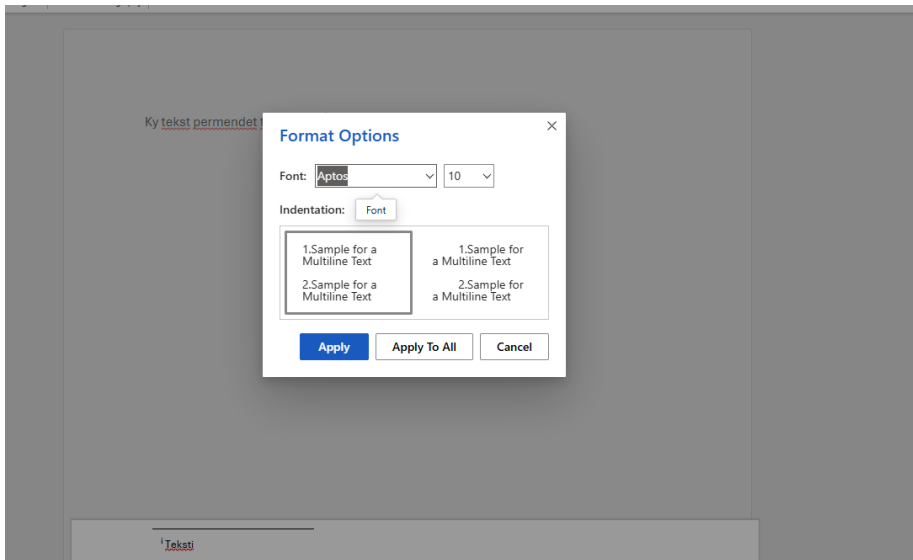 Ky tekst permendet
Format Options
Font: Aptos 10
Indentation: Font
1.Sample for a
Multiline Text
2.Sample for a
Multiline Text
1.Sample for
a Multiline Text
2.Sample for
a Multiline Text
Apply Apply To All Cancel
i Teksti